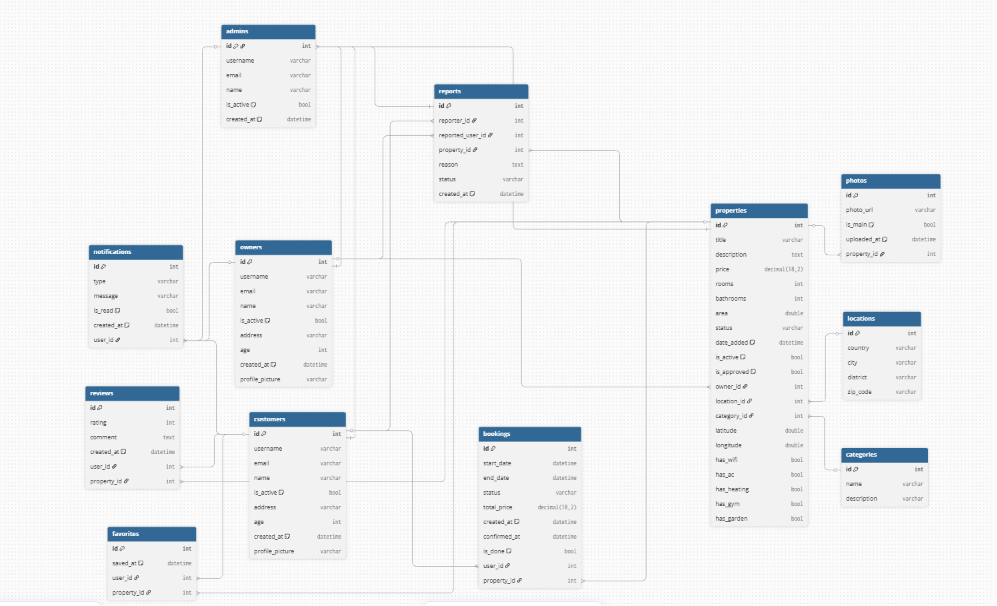 admins
id int
username varchar
email varchar
name varchar
is_active bool
created_at datetime
reports
id int
reporter_id int
reported_user_id int
property_id int
reason text
status varchar
created_at datetime
photos
id int
photo_url varchar
is_main bool
uploaded_at datetime
property_id int
properties
id int
title varchar
description text
price decimal(18,2)
rooms int
bathrooms int
area double
status varchar
date_added datetime
is_active bool
is_approved bool
owner_id int
location_id int
category_id int
latitude double
longitude double
has_wifi bool
has_ac bool
has_heating bool
has_gym bool
has_garden bool
notifications
id int
type varchar
message varchar
is_read bool
created_at datetime
user_id int
owners
id int
username varchar
email varchar
name varchar
is_active bool
address varchar
age int
created_at datetime
profile_picture varchar
locations
id int
country varchar
city varchar
district varchar
zip_code varchar
reviews
id int
rating int
comment text
created_at datetime
user_id int
property_id int
customers
id int
username varchar
email varchar
name varchar
is_active bool
address varchar
age int
created_at datetime
profile_picture varchar
bookings
id int
start_date datetime
end_date datetime
status varchar
total_price decimal(18,2)
created_at datetime
confirmed_at datetime
is_done bool
user_id int
property_id int
categories
id int
name varchar
description varchar
favorites
id int
saved_at datetime
user_id int
property_id int